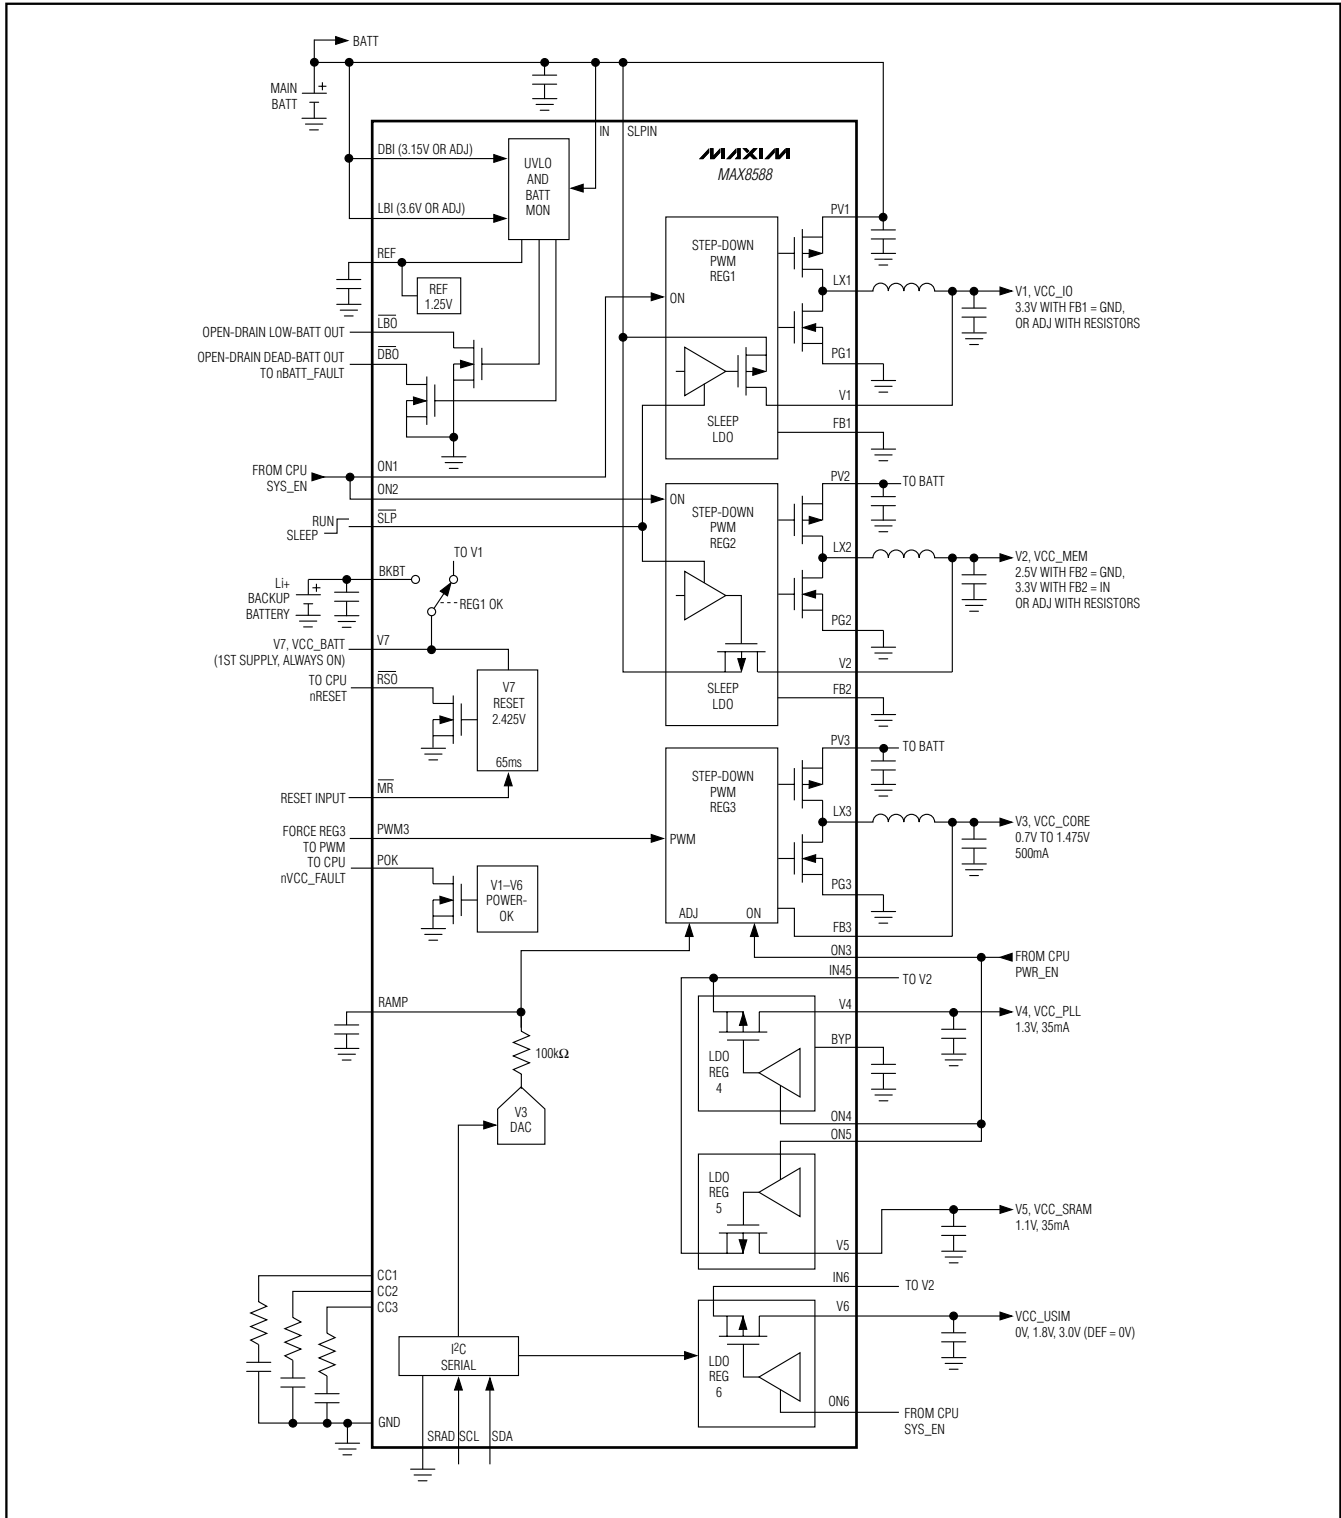 BATT
MAIN
BATT
IN
SLPIN
DBI (3.15V OR ADJ)
LBI (3.6V OR ADJ)
UVLO
AND
BATT
MON
MAXIM
MAX8588
REF
REF
1.25V
LBO
OPEN-DRAIN LOW-BATT OUT
DBO
OPEN-DRAIN DEAD-BATT OUT
TO nBATT_FAULT
STEP-DOWN
PWM
REG1
ON
SLEEP
LDO
PV1
LX1
PG1
V1
FB1
V1, VCC_IO
3.3V WITH FB1 = GND,
OR ADJ WITH RESISTORS
FROM CPU
SYS_EN
ON1
ON2
RUN
SLEEP
SLP
ON
STEP-DOWN
PWM
REG2
SLEEP
LDO
PV2
TO BATT
LX2
PG2
V2
FB2
V2, VCC_MEM
2.5V WITH FB2 = GND,
3.3V WITH FB2 = IN
OR ADJ WITH RESISTORS
TO V1
BKBT
REG1 OK
Li+
BACKUP
BATTERY
V7, VCC_BATT
(1ST SUPPLY, ALWAYS ON)
V7
TO CPU
nRESET
RSO
V7
RESET
2.425V
65ms
RESET INPUT
MR
FORCE REG3
TO PWM
PWM3
TO CPU
nVCC_FAULT
POK
V1–V6
POWER-
OK
STEP-DOWN
PWM
REG3
PWM
ADJ
ON
PV3
TO BATT
LX3
PG3
FB3
V3, VCC_CORE
0.7V TO 1.475V
500mA
ON3
FROM CPU
PWR_EN
IN45
TO V2
RAMP
100kΩ
V3
DAC
LDO
REG
4
V4
V4, VCC_PLL
1.3V, 35mA
BYP
ON4
ON5
LDO
REG
5
V5
V5, VCC_SRAM
1.1V, 35mA
IN6
TO V2
V6
VCC_USIM
0V, 1.8V, 3.0V (DEF = 0V)
LDO
REG
6
ON6
FROM CPU
SYS_EN
CC1
CC2
CC3
I2C
SERIAL
GND
SRAD
SCL
SDA